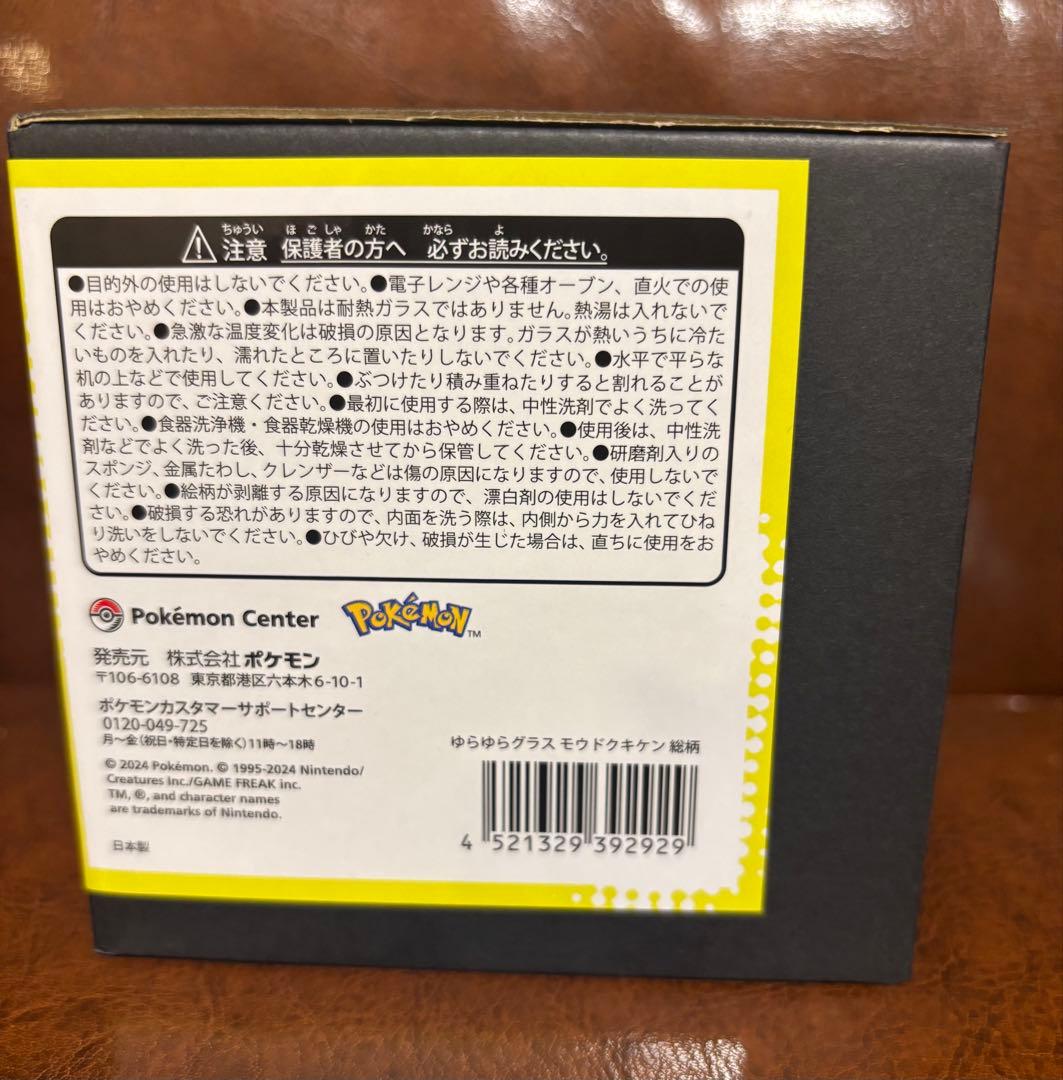 注意 保護者の方へ 必ずお読みください。
ちゅうい ほごしゃ かた かなら よ
●目的外の使用はしないでください。●電子レンジや各種オーブン、直火での使
用はおやめください。●本製品は耐熱ガラスではありません。熱湯は入れないで
ください。●急激な温度変化は破損の原因となります。ガラスが熱いうちに冷た
いものを入れたり、濡れたところに置いたりしないでください。●水平で平らな
机の上などで使用してください。●ぶつけたり積み重ねたりすると割れることが
ありますので、ご注意ください。●最初に使用する際は、中性洗剤でよく洗ってく
ださい。●食器洗浄機・食器乾燥機の使用はおやめください。●使用後は、中性洗
剤などでよく洗った後、十分乾燥させてから保管してください。●研磨剤入りの
スポンジ、金属たわし、クレンザーなどは傷の原因になりますので、使用しないで
ください。●絵柄が剥離する原因になりますので、漂白剤の使用はしないでくだ
さい。●破損する恐れがありますので、内面を洗う際は、内側から力を入れてひね
り洗いをしないでください。●ひびや欠け、破損が生じた場合は、直ちに使用をお
やめください。
Pokémon Center POKéMON TM
発売元 株式会社ポケモン
〒106-6108 東京都港区六本木6-10-1
ポケモンカスタマーサポートセンター
0120-049-725
月〜金(祝日・特定日を除く)11時〜18時
© 2024 Pokémon. © 1995-2024 Nintendo/
Creatures Inc./GAME FREAK inc.
TM, ®, and character names
are trademarks of Nintendo.
日本製
ゆらゆらグラス モウドクキケン 総柄
4 521329 392929